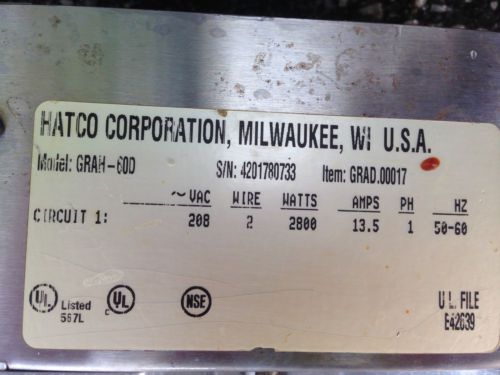 HATCO CORPORATION, MILWAUKEE, WI U.S.A.
Model: GRAH-60D S/N: 4201780733 Item: GRAD.00017
~VAC WIRE WATTS AMPS PH HZ
CIRCUIT 1: 208 2 2800 13.5 1 50-60
UL Listed c UL NSF U L. FILE
567L E42639